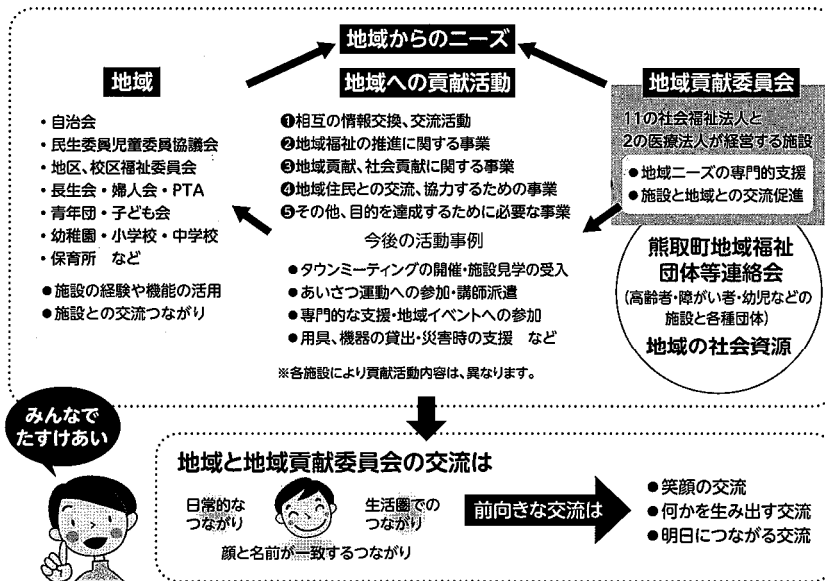 地域からのニーズ
地域
・自治会
・民生委員児童委員協議会
・地区、校区福祉委員会
・長生会・婦人会・PTA
・青年団・子ども会
・幼稚園・小学校・中学校
・保育所 など
●施設の経験や機能の活用
●施設との交流つながり
地域への貢献活動
❶相互の情報交換、交流活動
❷地域福祉の推進に関する事業
❸地域貢献、社会貢献に関する事業
❹地域住民との交流、協力するための事業
❺その他、目的を達成するために必要な事業
今後の活動事例
●タウンミーティングの開催・施設見学の受入
●あいさつ運動への参加・講師派遣
●専門的な支援・地域イベントへの参加
●用具、機器の貸出・災害時の支援 など
※各施設により貢献活動内容は、異なります。
地域貢献委員会
11の社会福祉法人と
2の医療法人が経営する施設
●地域ニーズの専門的支援
●施設と地域との交流促進
熊取町地域福祉
団体等連絡会
(高齢者・障がい者・幼児などの
施設と各種団体)
地域の社会資源
みんなで
たすけあい
地域と地域貢献委員会の交流は
日常的な
つながり
生活圏での
つながり
顔と名前が一致するつながり
前向きな交流は
●笑顔の交流
●何かを生み出す交流
●明日につながる交流